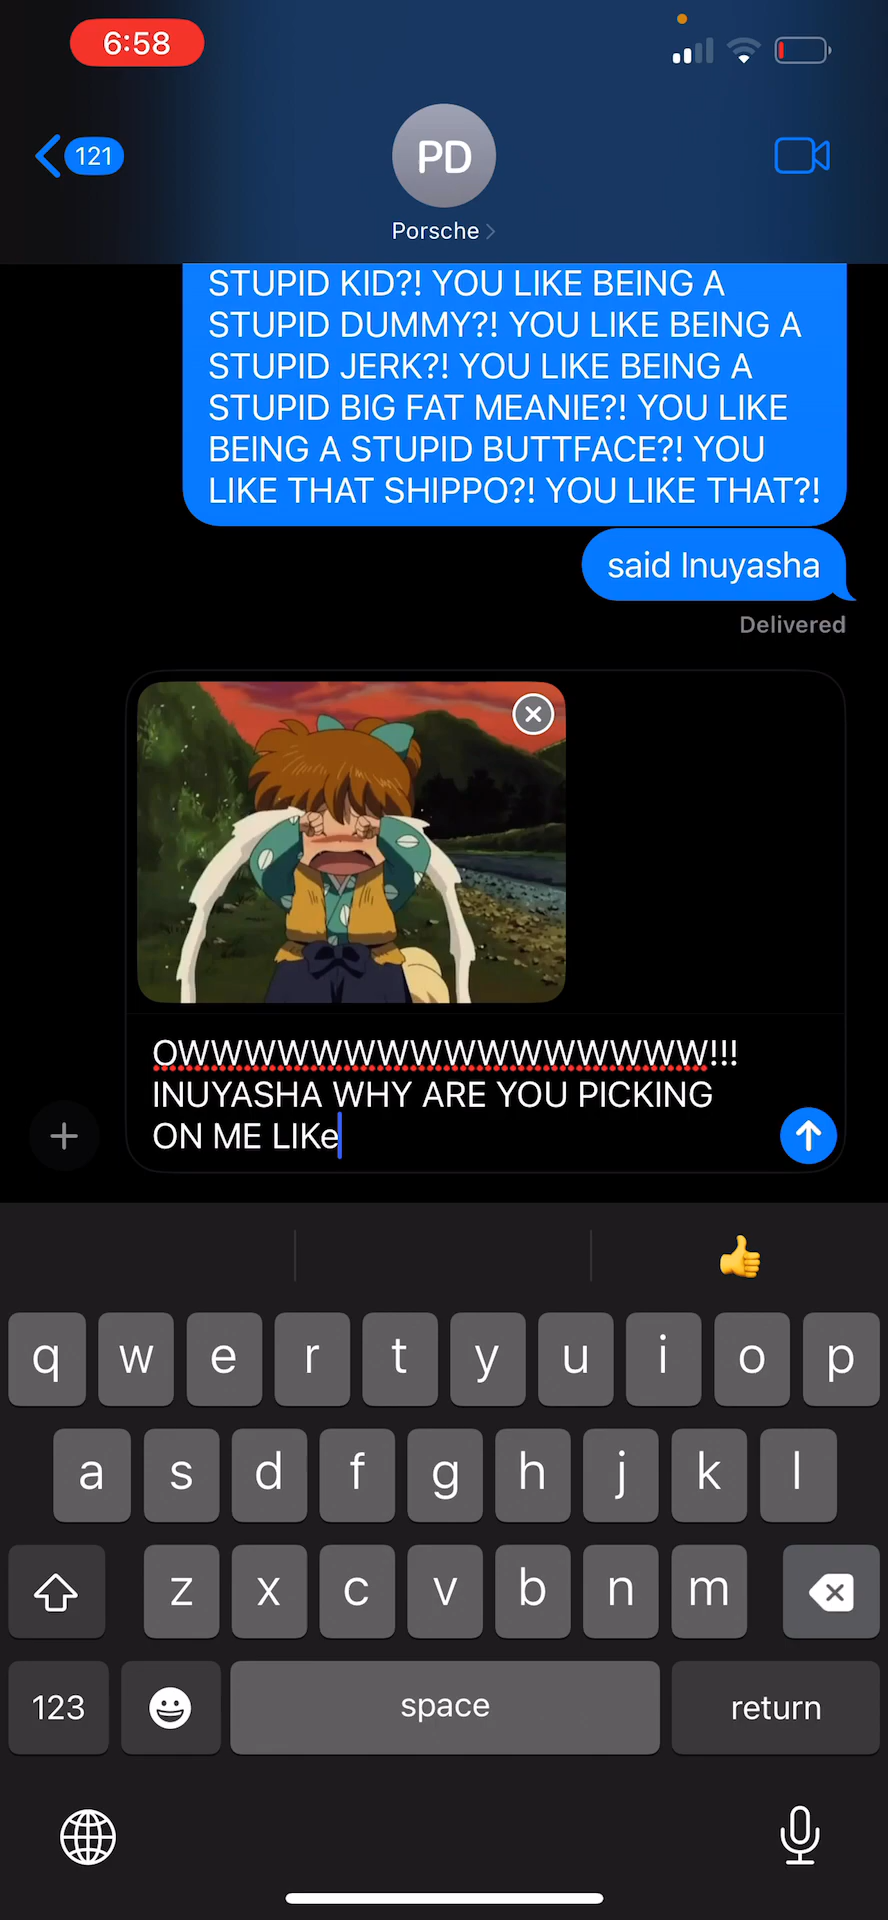 6:58
121
PD
Porsche
STUPID KID?! YOU LIKE BEING A
STUPID DUMMY?! YOU LIKE BEING A
STUPID JERK?! YOU LIKE BEING A
STUPID BIG FAT MEANIE?! YOU LIKE
BEING A STUPID BUTTFACE?! YOU
LIKE THAT SHIPPO?! YOU LIKE THAT?!
said Inuyasha
Delivered
OWWWWWWWWWWWWWWWW!!!
INUYASHA WHY ARE YOU PICKING
ON ME LIKe
q w e r t y u i o p
a s d f g h j k l
z x c v b n m
123 space return